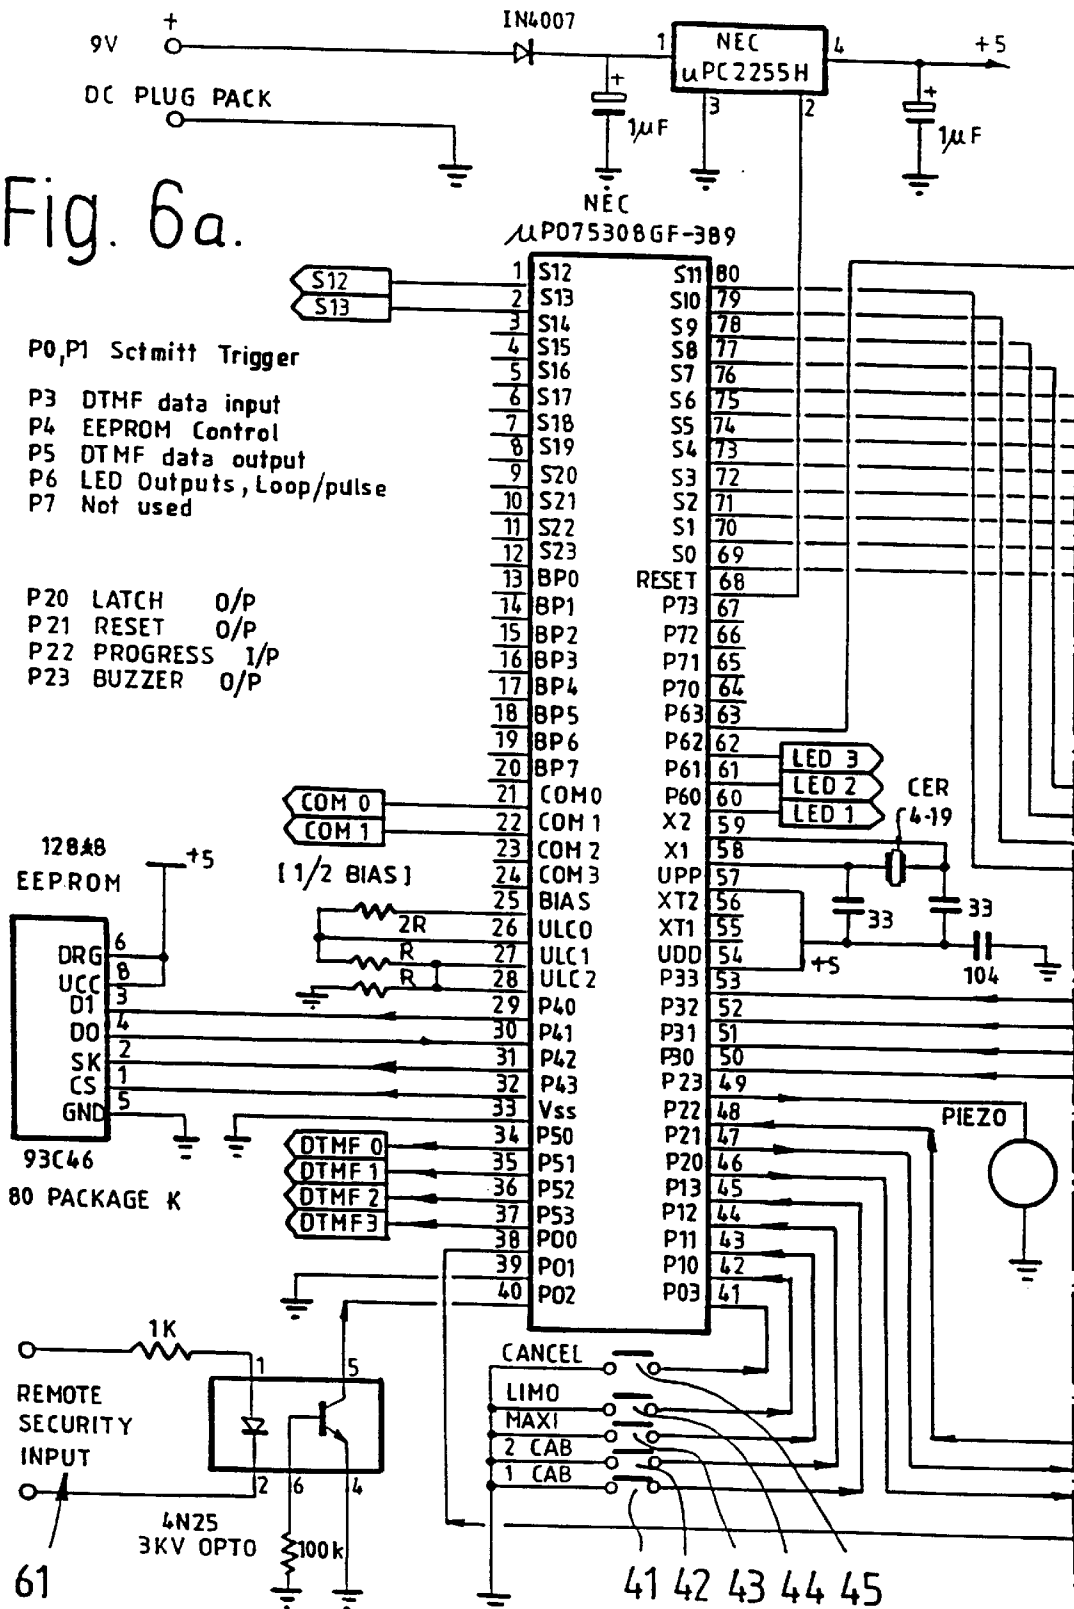 IN4007
+
9V
1
NEC
μPC2255H
4
+5
DC PLUG PACK
+
1μF
3
2
+
1μF
Fig. 6a.
NEC
μPD75308GF-389
S12
S13
1 S12
2 S13
3 S14
4 S15
5 S16
6 S17
7 S18
8 S19
9 S20
10 S21
11 S22
12 S23
13 BP0
14 BP1
15 BP2
16 BP3
17 BP4
18 BP5
19 BP6
20 BP7
21 COM0
22 COM 1
23 COM 2
24 COM 3
25 BIAS
26 ULC0
27 ULC1
28 ULC 2
29 P40
30 P41
31 P42
32 P43
33 Vss
34 P50
35 P51
36 P52
37 P53
38 P00
39 P01
40 P02
S11 80
S10 79
S9 78
S8 77
S7 76
S6 75
S5 74
S4 73
S3 72
S2 71
S1 70
S0 69
RESET 68
P73 67
P72 66
P71 65
P70 64
P63 63
P62 62
P61 61
P60 60
X2 59
X1 58
UPP 57
XT2 56
XT1 55
UDD 54
P33 53
P32 52
P31 51
P30 50
P23 49
P22 48
P21 47
P20 46
P13 45
P12 44
P11 43
P10 42
P03 41
P0,P1 Sctmitt Trigger
P3 DTMF data input
P4 EEPROM Control
P5 DTMF data output
P6 LED Outputs, Loop/pulse
P7 Not used
P20 LATCH O/P
P21 RESET O/P
P22 PROGRESS I/P
P23 BUZZER O/P
LED 3
LED 2
LED 1
CER
4-19
33
33
+5
104
COM 0
COM 1
[1/2 BIAS]
2R
R
R
EEPROM
+5
DRG 6
UCC 8
D1 3
DO 4
SK 2
CS 1
GND 5
93C46
80 PACKAGE K
DTMF 0
DTMF 1
DTMF 2
DTMF3
PIEZO
1K
REMOTE
SECURITY
INPUT
1
5
2
6
4
4N25
3KV OPTO
100k
61
CANCEL
LIMO
MAXI
2 CAB
1 CAB
41 42 43 44 45